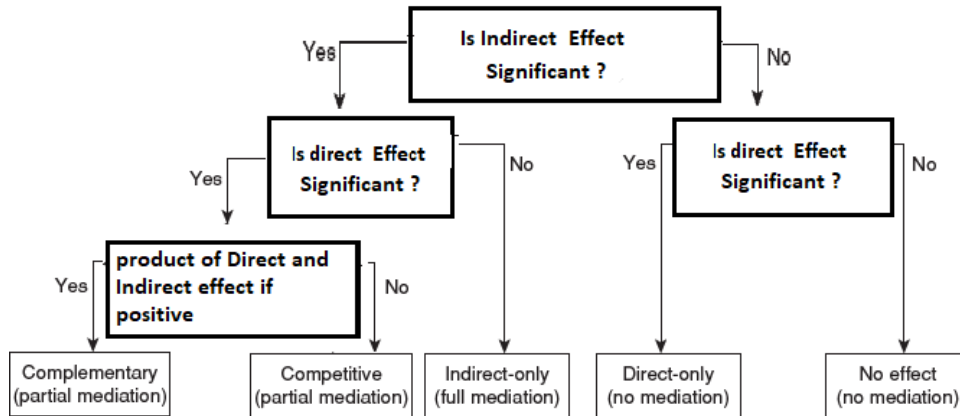 Is Indirect Effect
Significant ?
Yes
No
Is direct Effect
Significant ?
Yes
No
Is direct Effect
Significant ?
Yes
No
product of Direct and
Indirect effect if
positive
Yes
No
Complementary
(partial mediation)
Competitive
(partial mediation)
Indirect-only
(full mediation)
Direct-only
(no mediation)
No effect
(no mediation)